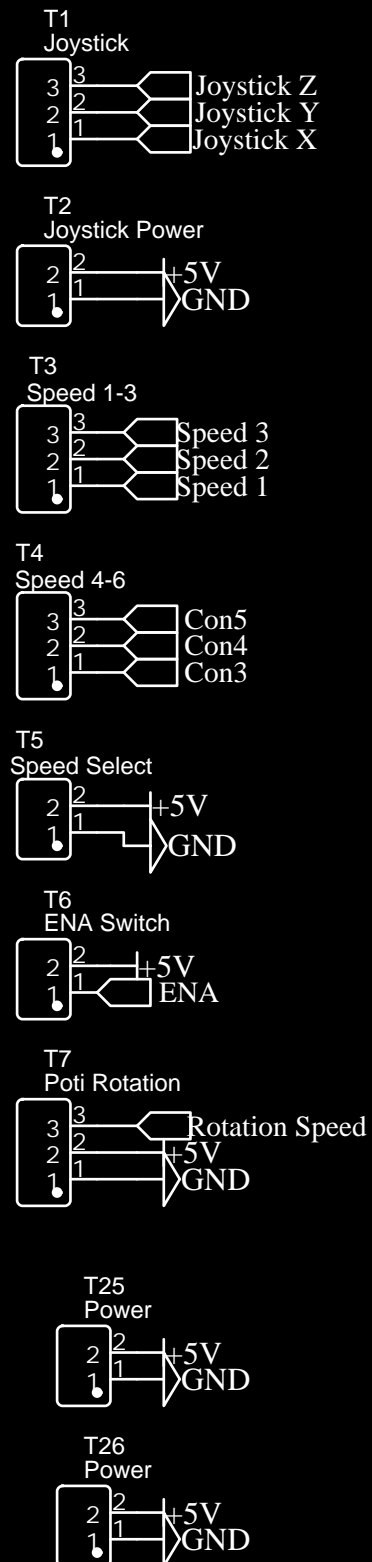 T1
Joystick
3 3 Joystick Z
2 2 Joystick Y
1 1 Joystick X
T2
Joystick Power
2 2 +5V
1 1 GND
T3
Speed 1-3
3 3 Speed 3
2 2 Speed 2
1 1 Speed 1
T4
Speed 4-6
3 3 Con5
2 2 Con4
1 1 Con3
T5
Speed Select
2 2 +5V
1 1 GND
T6
ENA Switch
2 2 +5V
1 1 ENA
T7
Poti Rotation
3 3 Rotation Speed
2 2 +5V
1 1 GND
T25
Power
2 2 +5V
1 1 GND
T26
Power
2 2 +5V
1 1 GND